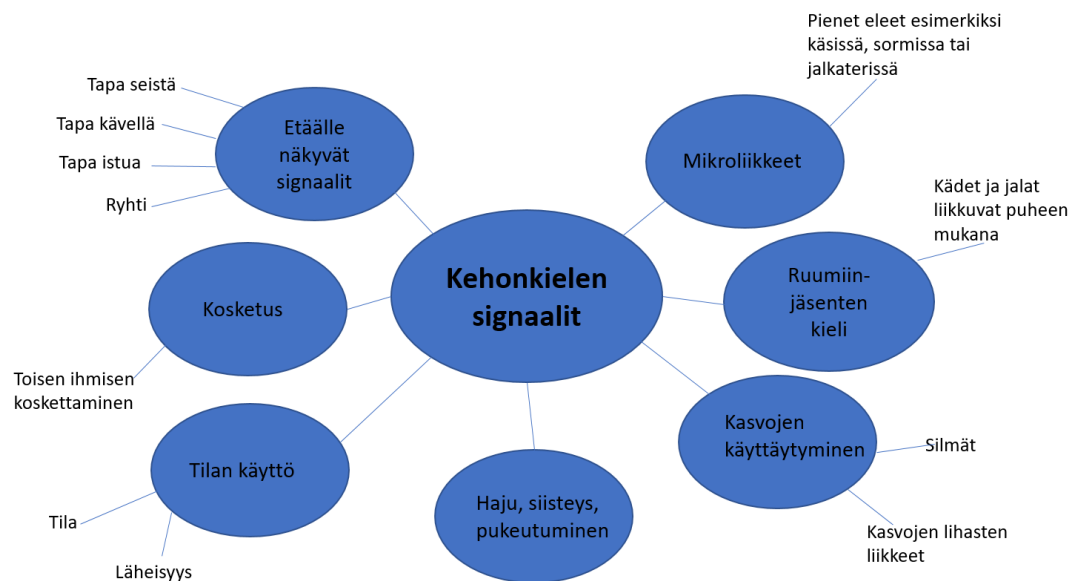 Pienet eleet esimerkiksi
käsissä, sormissa tai
jalkaterissä
Tapa seistä
Tapa kävellä
Tapa istua
Ryhti
Etäälle
näkyvät
signaalit
Mikroliikkeet
Kädet ja jalat
liikkuvat puheen
mukana
Kehonkielen
signaalit
Ruumiin-
jäsenten
kieli
Kosketus
Toisen ihmisen
koskettaminen
Kasvojen
käyttäytyminen
Silmät
Kasvojen lihasten
liikkeet
Tilan käyttö
Tila
Läheisyys
Haju, siisteys,
pukeutuminen